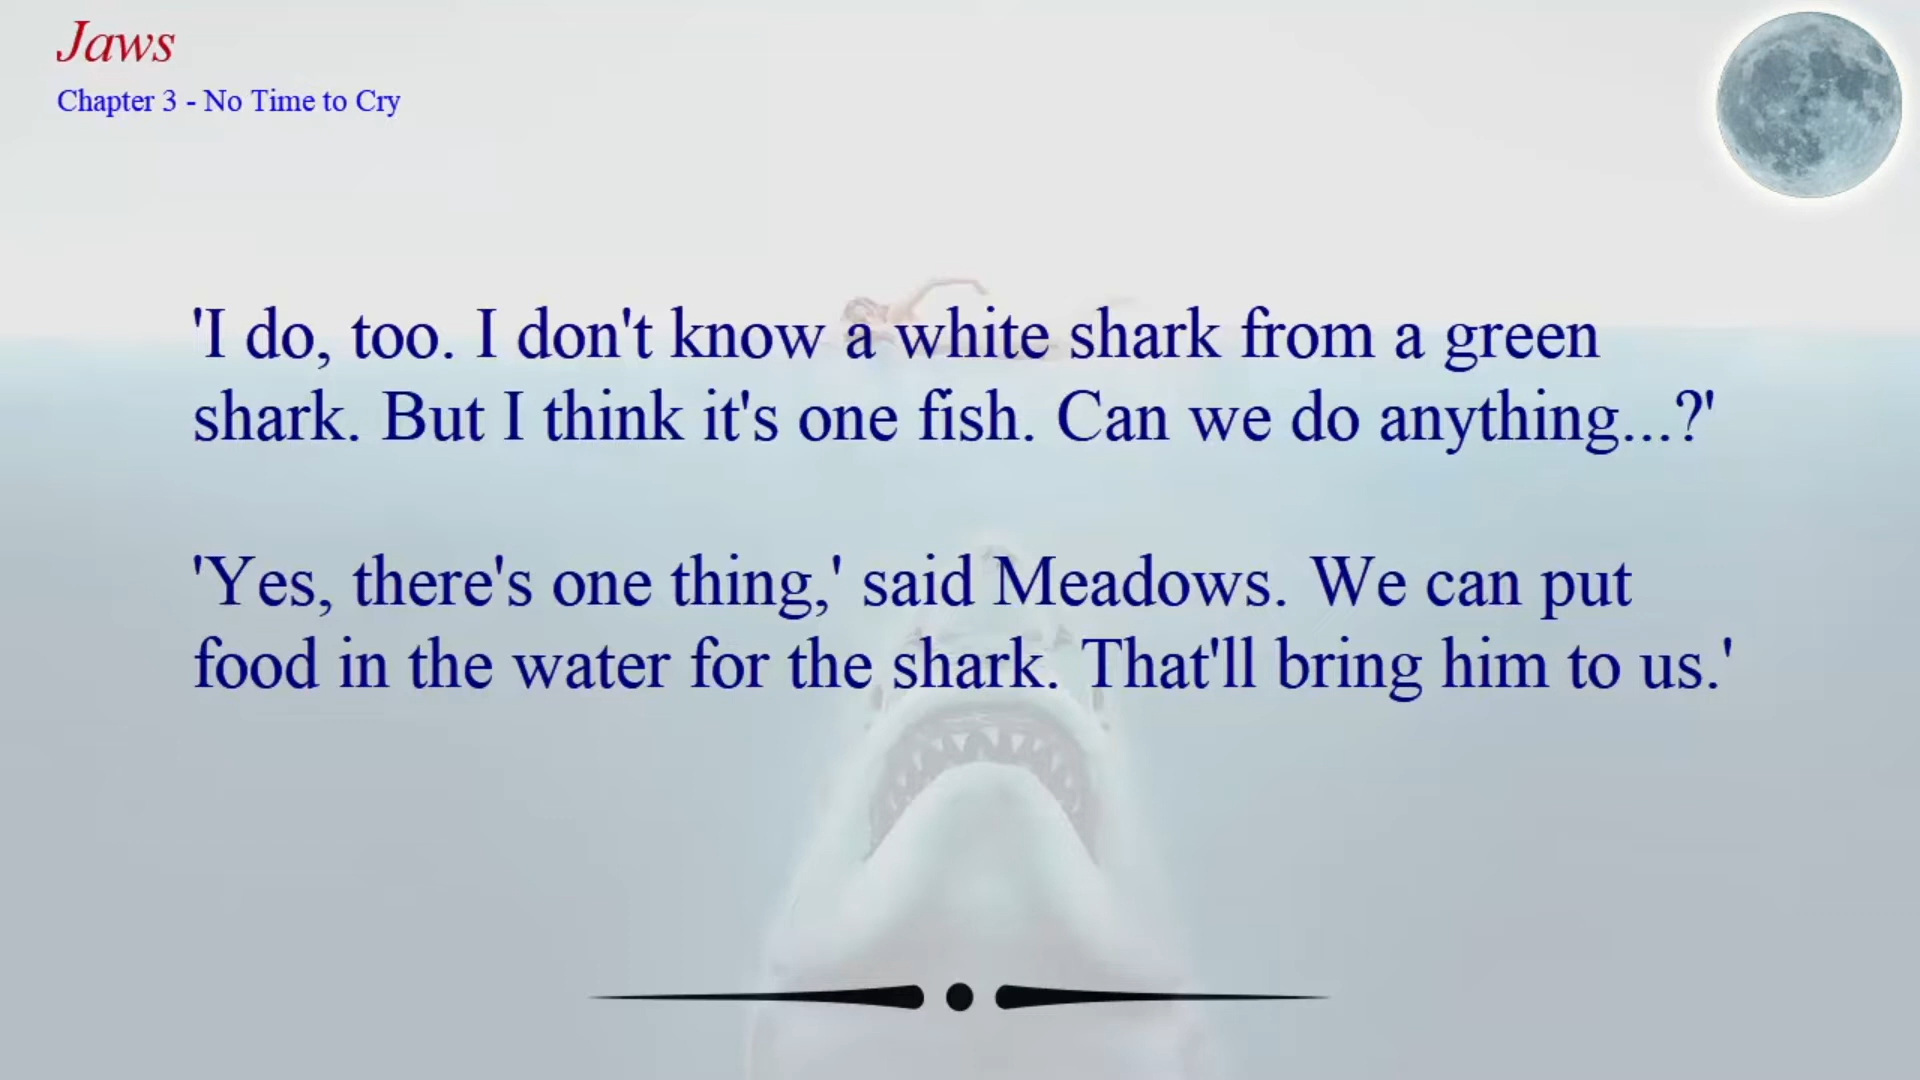 Jaws
Chapter 3 - No Time to Cry
'I do, too. I don't know a white shark from a green
shark. But I think it's one fish. Can we do anything...?'
'Yes, there's one thing,' said Meadows. We can put
food in the water for the shark. That'll bring him to us.'